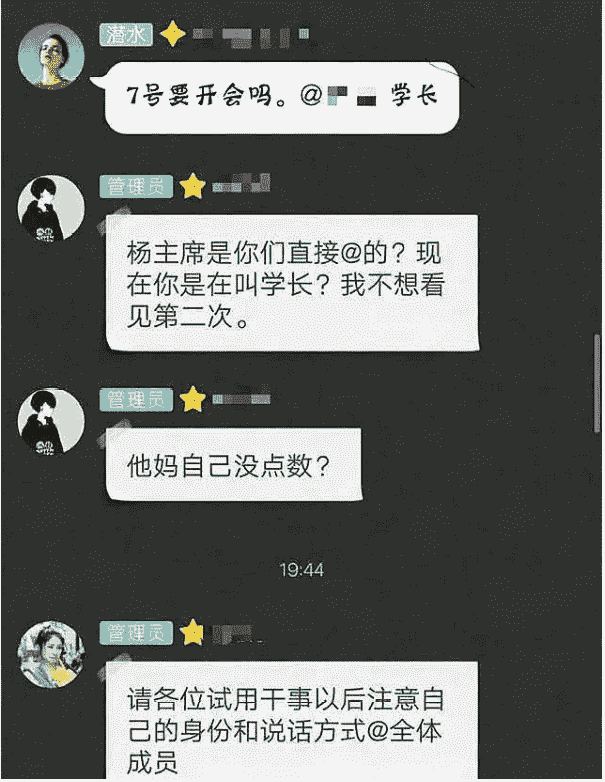 潜水
7号要开会吗。@ 学长
管理员
杨主席是你们直接@的？现
在你是在叫学长？我不想看
见第二次。
管理员
他妈自己没点数？
19:44
管理员
请各位试用干事以后注意自
己的身份和说话方式@全体
成员